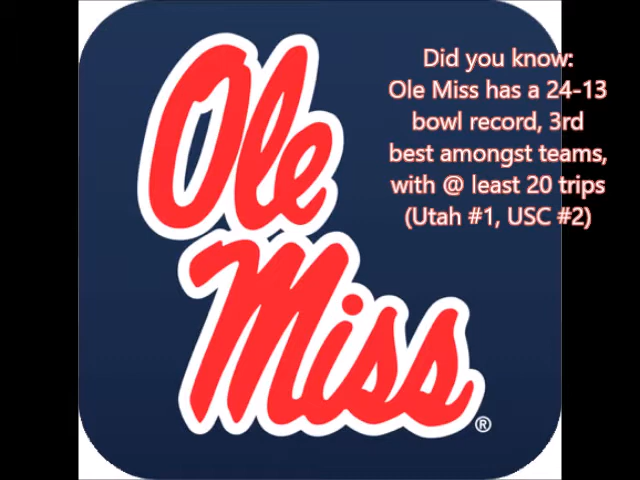 Ole
Miss
®
Did you know:
Ole Miss has a 24-13
bowl record, 3rd
best amongst teams,
with @ least 20 trips
(Utah #1, USC #2)